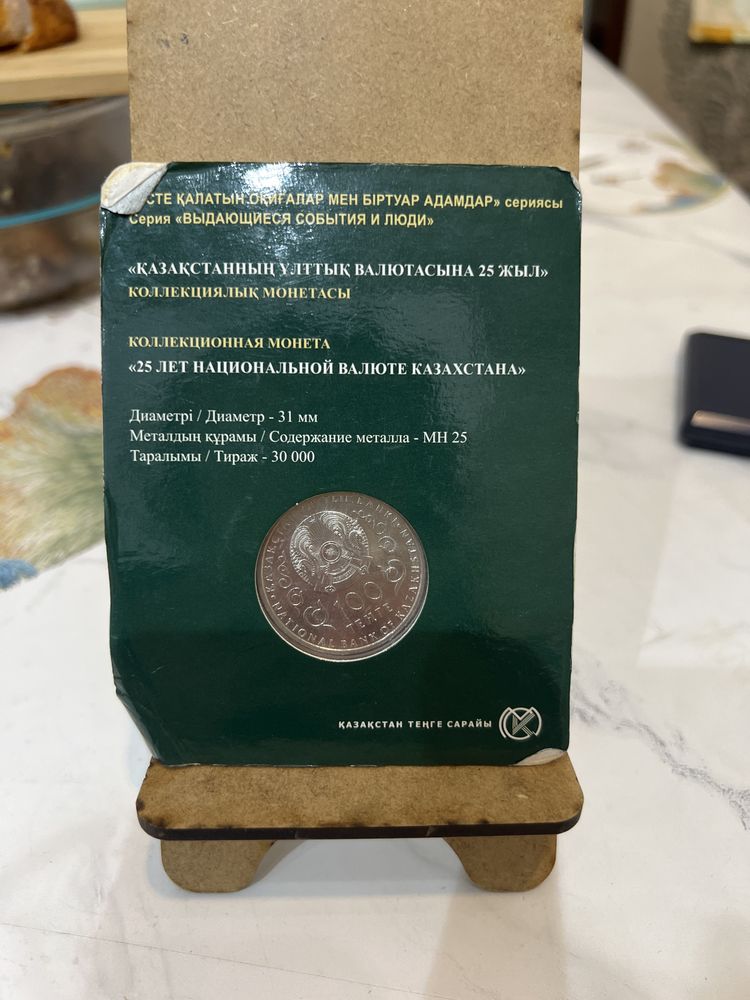 СТЕ ҚАЛАТЫН ОҚИҒАЛАР МЕН БІРТУАР АДАМДАР» сериясы
Серия «ВЫДАЮЩИЕСЯ СОБЫТИЯ И ЛЮДИ»
«ҚАЗАҚСТАННЫҢ ҰЛТТЫҚ ВАЛЮТАСЫНА 25 ЖЫЛ»
КОЛЛЕКЦИЯЛЫҚ МОНЕТАСЫ
КОЛЛЕКЦИОННАЯ МОНЕТА
«25 ЛЕТ НАЦИОНАЛЬНОЙ ВАЛЮТЕ КАЗАХСТАНА»
Диаметрі / Диаметр - 31 мм
Металдың құрамы / Содержание металла - МН 25
Таралымы / Тираж - 30 000
100
ТЕҢГЕ
NATIONAL BANK OF KAZAKHSTAN
ҚАЗАҚСТАН ТЕҢГЕ САРАЙЫ